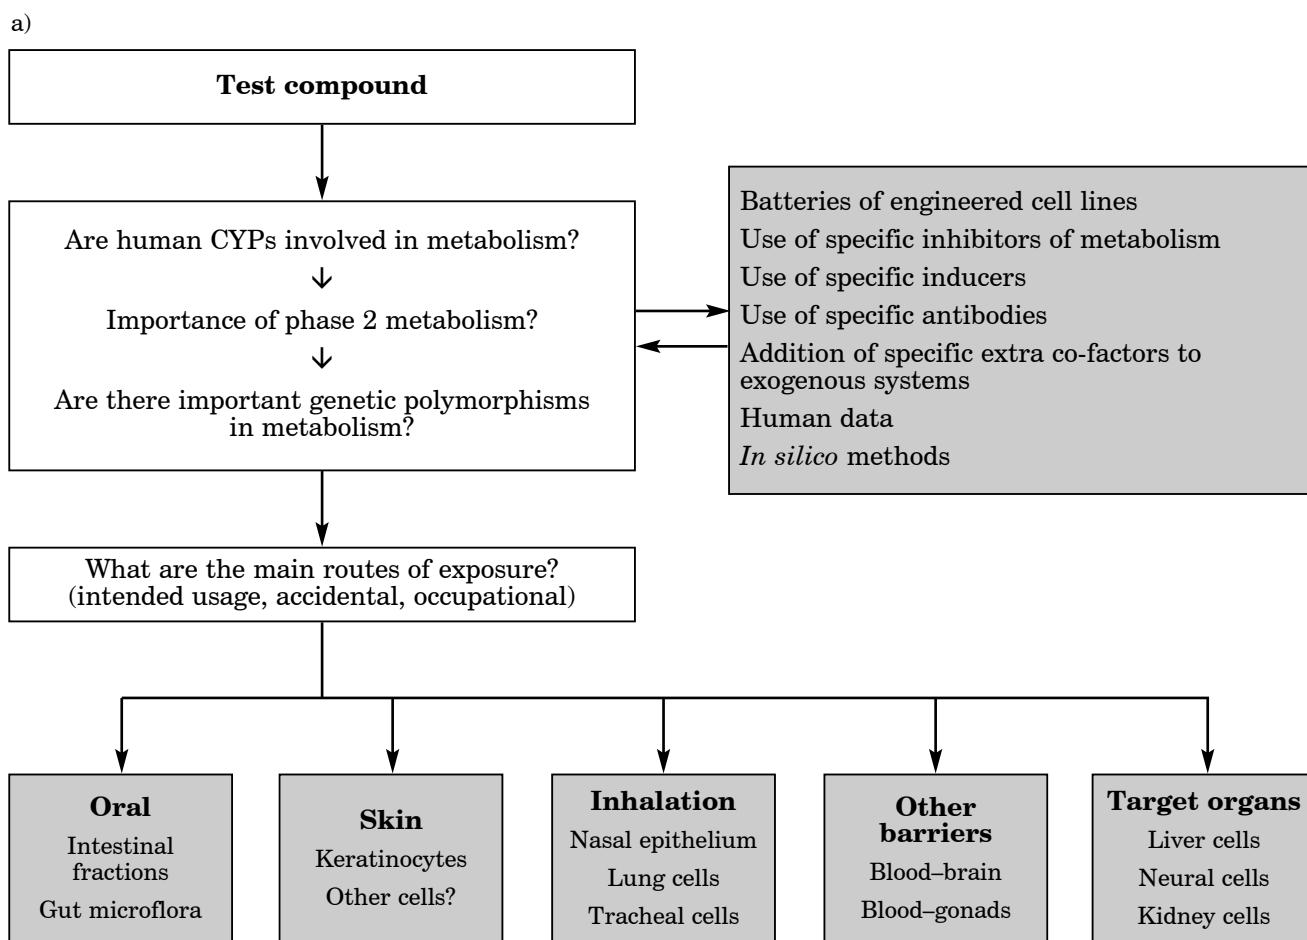 a)
Test compound
Are human CYPs involved in metabolism?
Importance of phase 2 metabolism?
Are there important genetic polymorphisms
in metabolism?
Batteries of engineered cell lines
Use of specific inhibitors of metabolism
Use of specific inducers
Use of specific antibodies
Addition of specific extra co-factors to
exogenous systems
Human data
In silico methods
What are the main routes of exposure?
(intended usage, accidental, occupational)
Oral
Intestinal
fractions
Gut microflora
Skin
Keratinocytes
Other cells?
Inhalation
Nasal epithelium
Lung cells
Tracheal cells
Other
barriers
Blood–brain
Blood–gonads
Target organs
Liver cells
Neural cells
Kidney cells